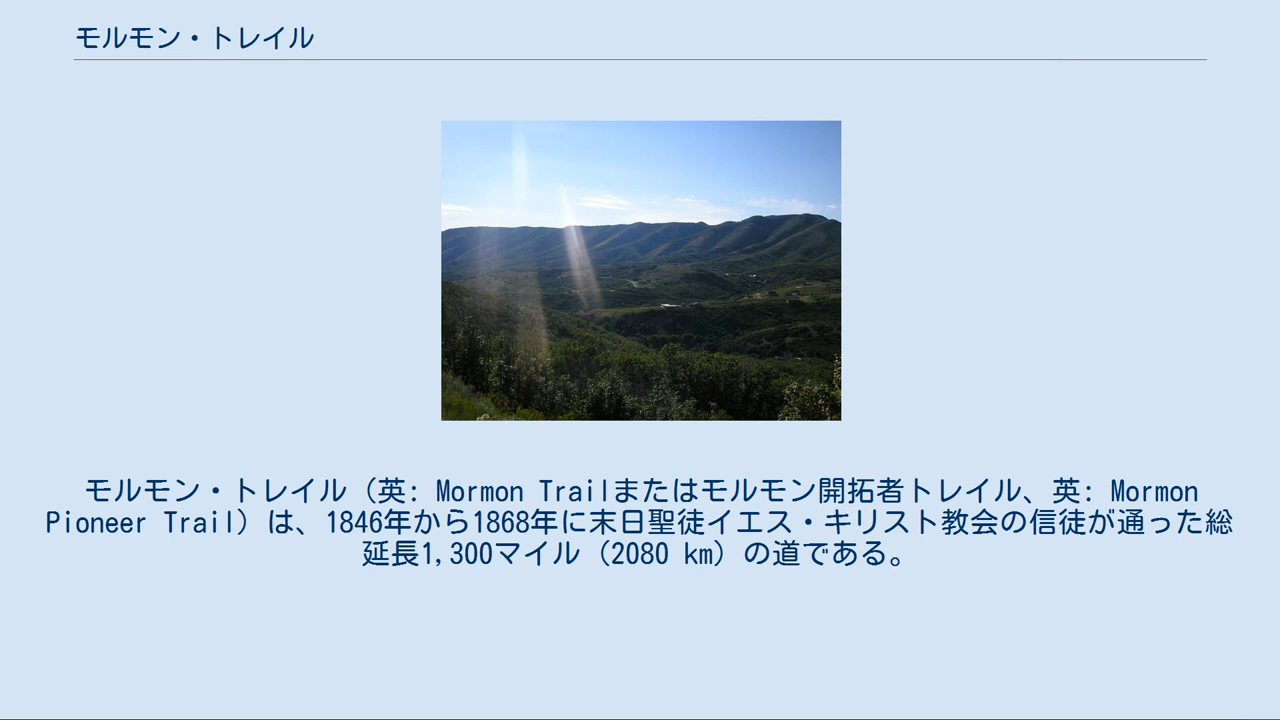 モルモン・トレイル
モルモン・トレイル（英: Mormon Trailまたはモルモン開拓者トレイル、英: Mormon
Pioneer Trail）は、1846年から1868年に末日聖徒イエス・キリスト教会の信徒が通った総
延長1,300マイル（2080 km）の道である。